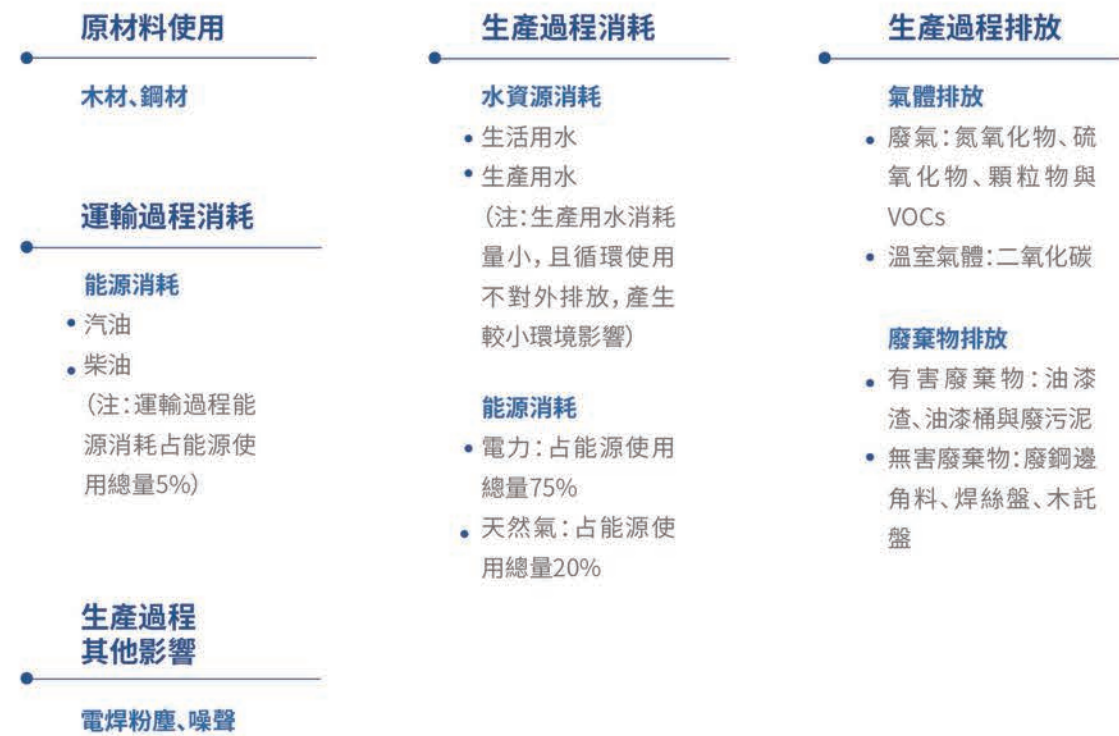 原材料使用
木材、鋼材
運輸過程消耗
能源消耗
• 汽油
• 柴油
(注:運輸過程能
源消耗占能源使
用總量5%)
生產過程
其他影響
電焊粉塵、噪聲
生產過程消耗
水資源消耗
• 生活用水
• 生產用水
(注:生產用水消耗
量小,且循環使用
不對外排放,產生
較小環境影響)
能源消耗
• 電力:占能源使用
總量75%
• 天然氣:占能源使
用總量20%
生產過程排放
氣體排放
• 廢氣:氮氧化物、硫
氧化物、顆粒物與
VOCs
• 溫室氣體:二氧化碳
廢棄物排放
• 有害廢棄物:油漆
渣、油漆桶與廢污泥
• 無害廢棄物:廢鋼邊
角料、焊絲盤、木託
盤